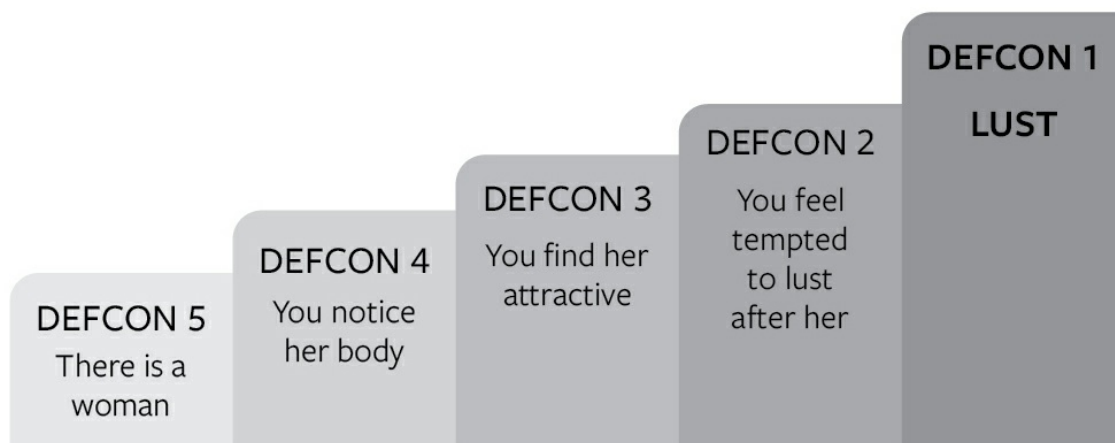 DEFCON 5
There is a
woman
DEFCON 4
You notice
her body
DEFCON 3
You find her
attractive
DEFCON 2
You feel
tempted
to lust
after her
DEFCON 1
LUST